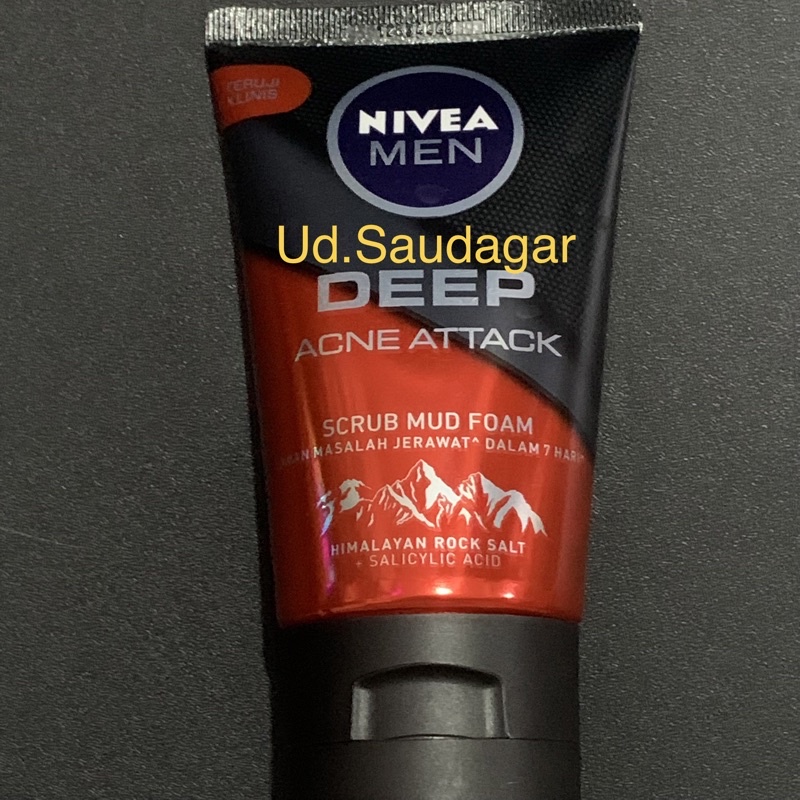 TERUJI
KLINIS
NIVEA
MEN
Ud.Saudagar
DEEP
ACNE ATTACK
SCRUB MUD FOAM
MASALAH JERAWAT^ DALAM 7 HARI*
HIMALAYAN ROCK SALT
+ SALICYLIC ACID